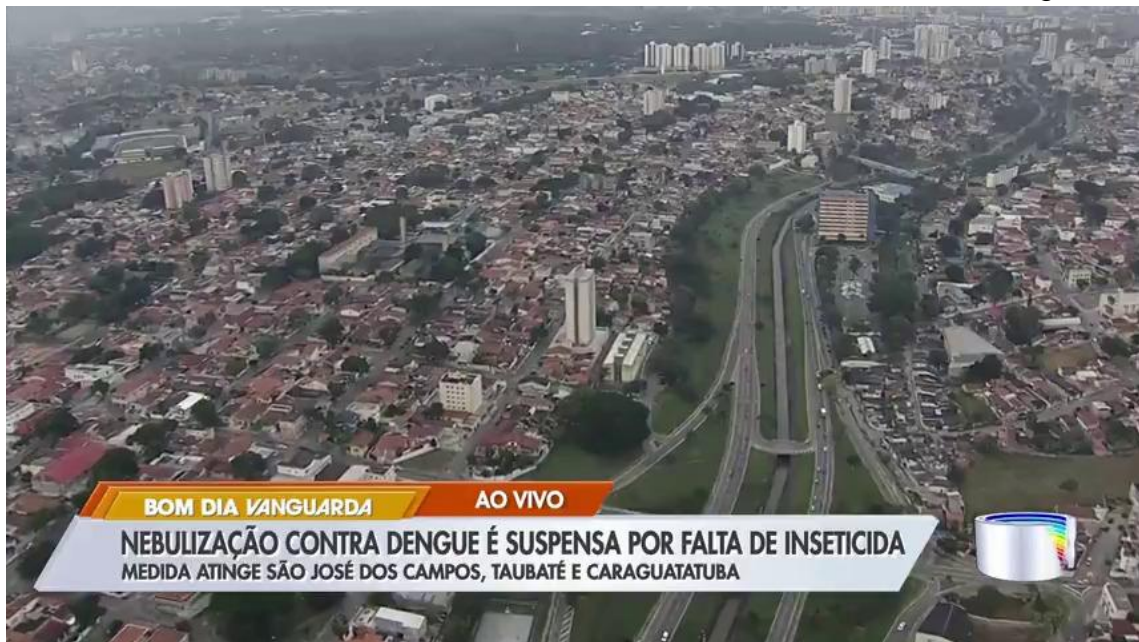 BOM DIA VANGUARDA
AO VIVO
NEBULIZAÇÃO CONTRA DENGUE É SUSPENSA POR FALTA DE INSETICIDA
MEDIDA ATINGE SÃO JOSÉ DOS CAMPOS, TAUBATÉ E CARAGUATATUBA